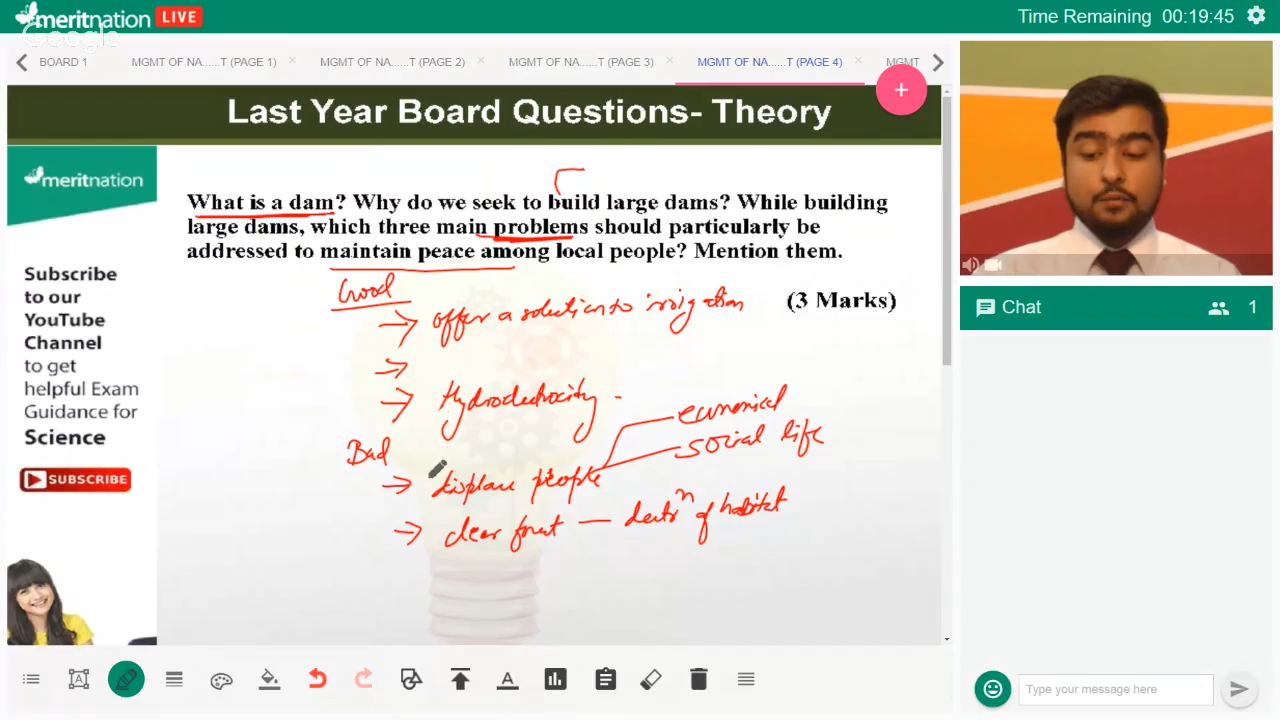 meritnation LIVE
Google
Time Remaining 00:19:45
BOARD 1
MGMT OF NA......T (PAGE 1)
MGMT OF NA......T (PAGE 2)
MGMT OF NA......T (PAGE 3)
MGMT OF NA......T (PAGE 4)
MGMT
Last Year Board Questions- Theory
meritnation
What is a dam? Why do we seek to build large dams? While building
large dams, which three main problems should particularly be
addressed to maintain peace among local people? Mention them.
(3 Marks)
Subscribe
to our
YouTube
Channel
to get
helpful Exam
Guidance for
Science
SUBSCRIBE
Good
→ offer a solution to irrigation
→
→ Hydroelectrocity -
Bad
→ displace people
economical
social life
→ clear forest — destrⁿ of habitat
Chat
1
Type your message here